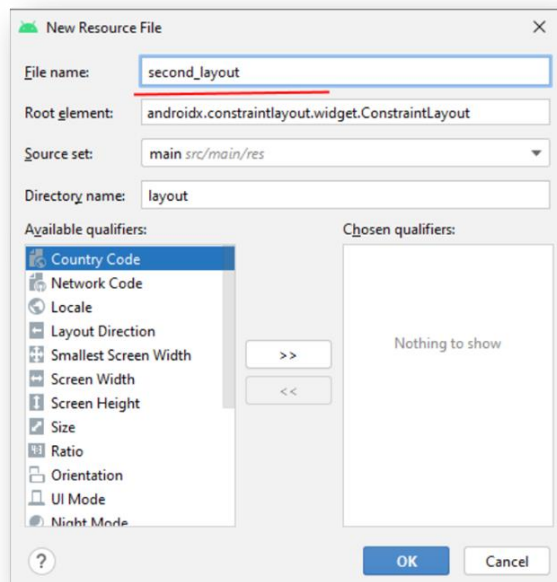 New Resource File
File name: second_layout
Root element: androidx.constraintlayout.widget.ConstraintLayout
Source set: main src/main/res
Directory name: layout
Available qualifiers:
Chosen qualifiers:
Country Code
Network Code
Locale
Layout Direction
Smallest Screen Width
Screen Width
Screen Height
Size
Ratio
Orientation
UI Mode
Night Mode
>>
<<
Nothing to show
?
OK
Cancel